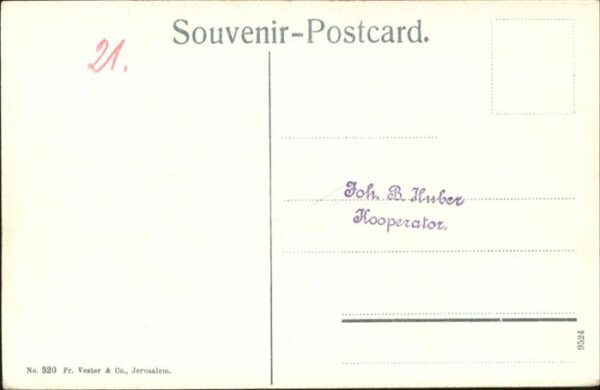 Souvenir-Postcard.
21.
Joh. B. Huber
Kooperator.
9524
No. 320 Fr. Vester & Co., Jerusalem.